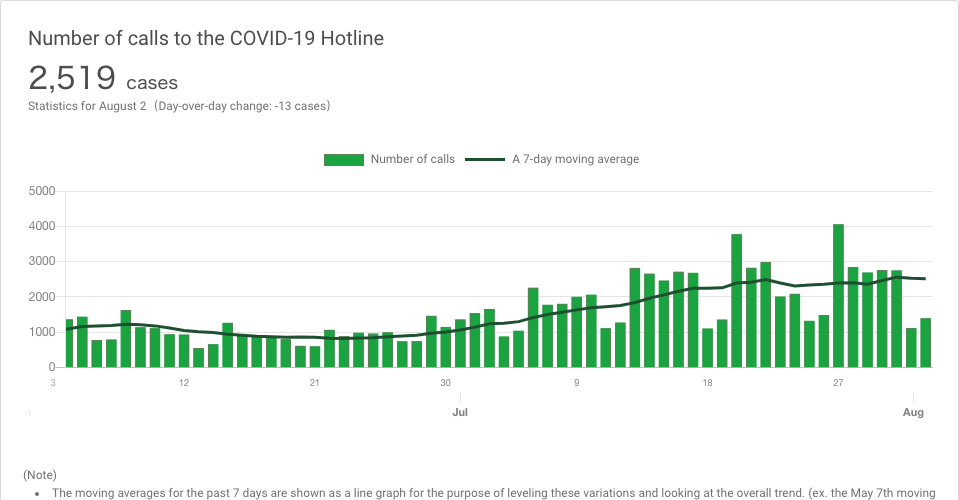 Number of calls to the COVID-19 Hotline
2,519 cases
Statistics for August 2 (Day-over-day change: -13 cases)
Number of calls
A 7-day moving average
5000
4000
3000
2000
1000
0
3 12 21 30 9 18 27
Jul Aug
(Note)
• The moving averages for the past 7 days are shown as a line graph for the purpose of leveling these variations and looking at the overall trend. (ex. the May 7th moving